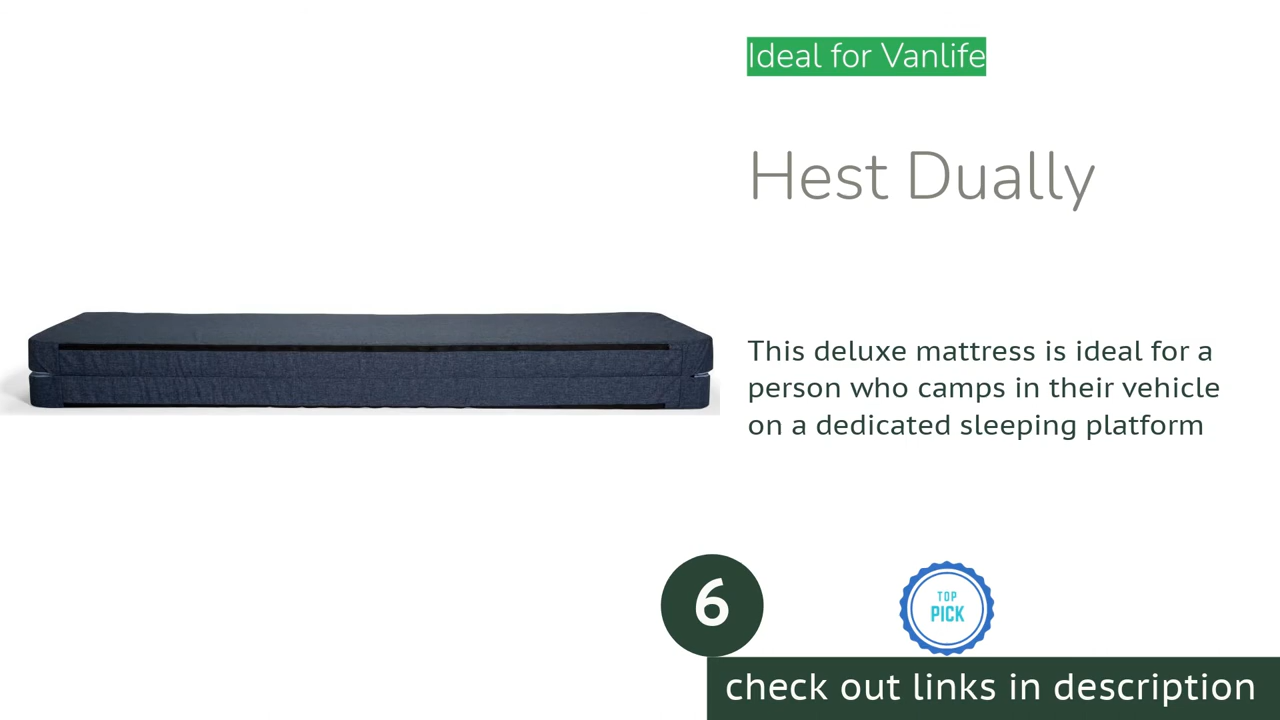 Ideal for Vanlife
Hest Dually
This deluxe mattress is ideal for a
person who camps in their vehicle
on a dedicated sleeping platform
6
TOP
PICK
check out links in description